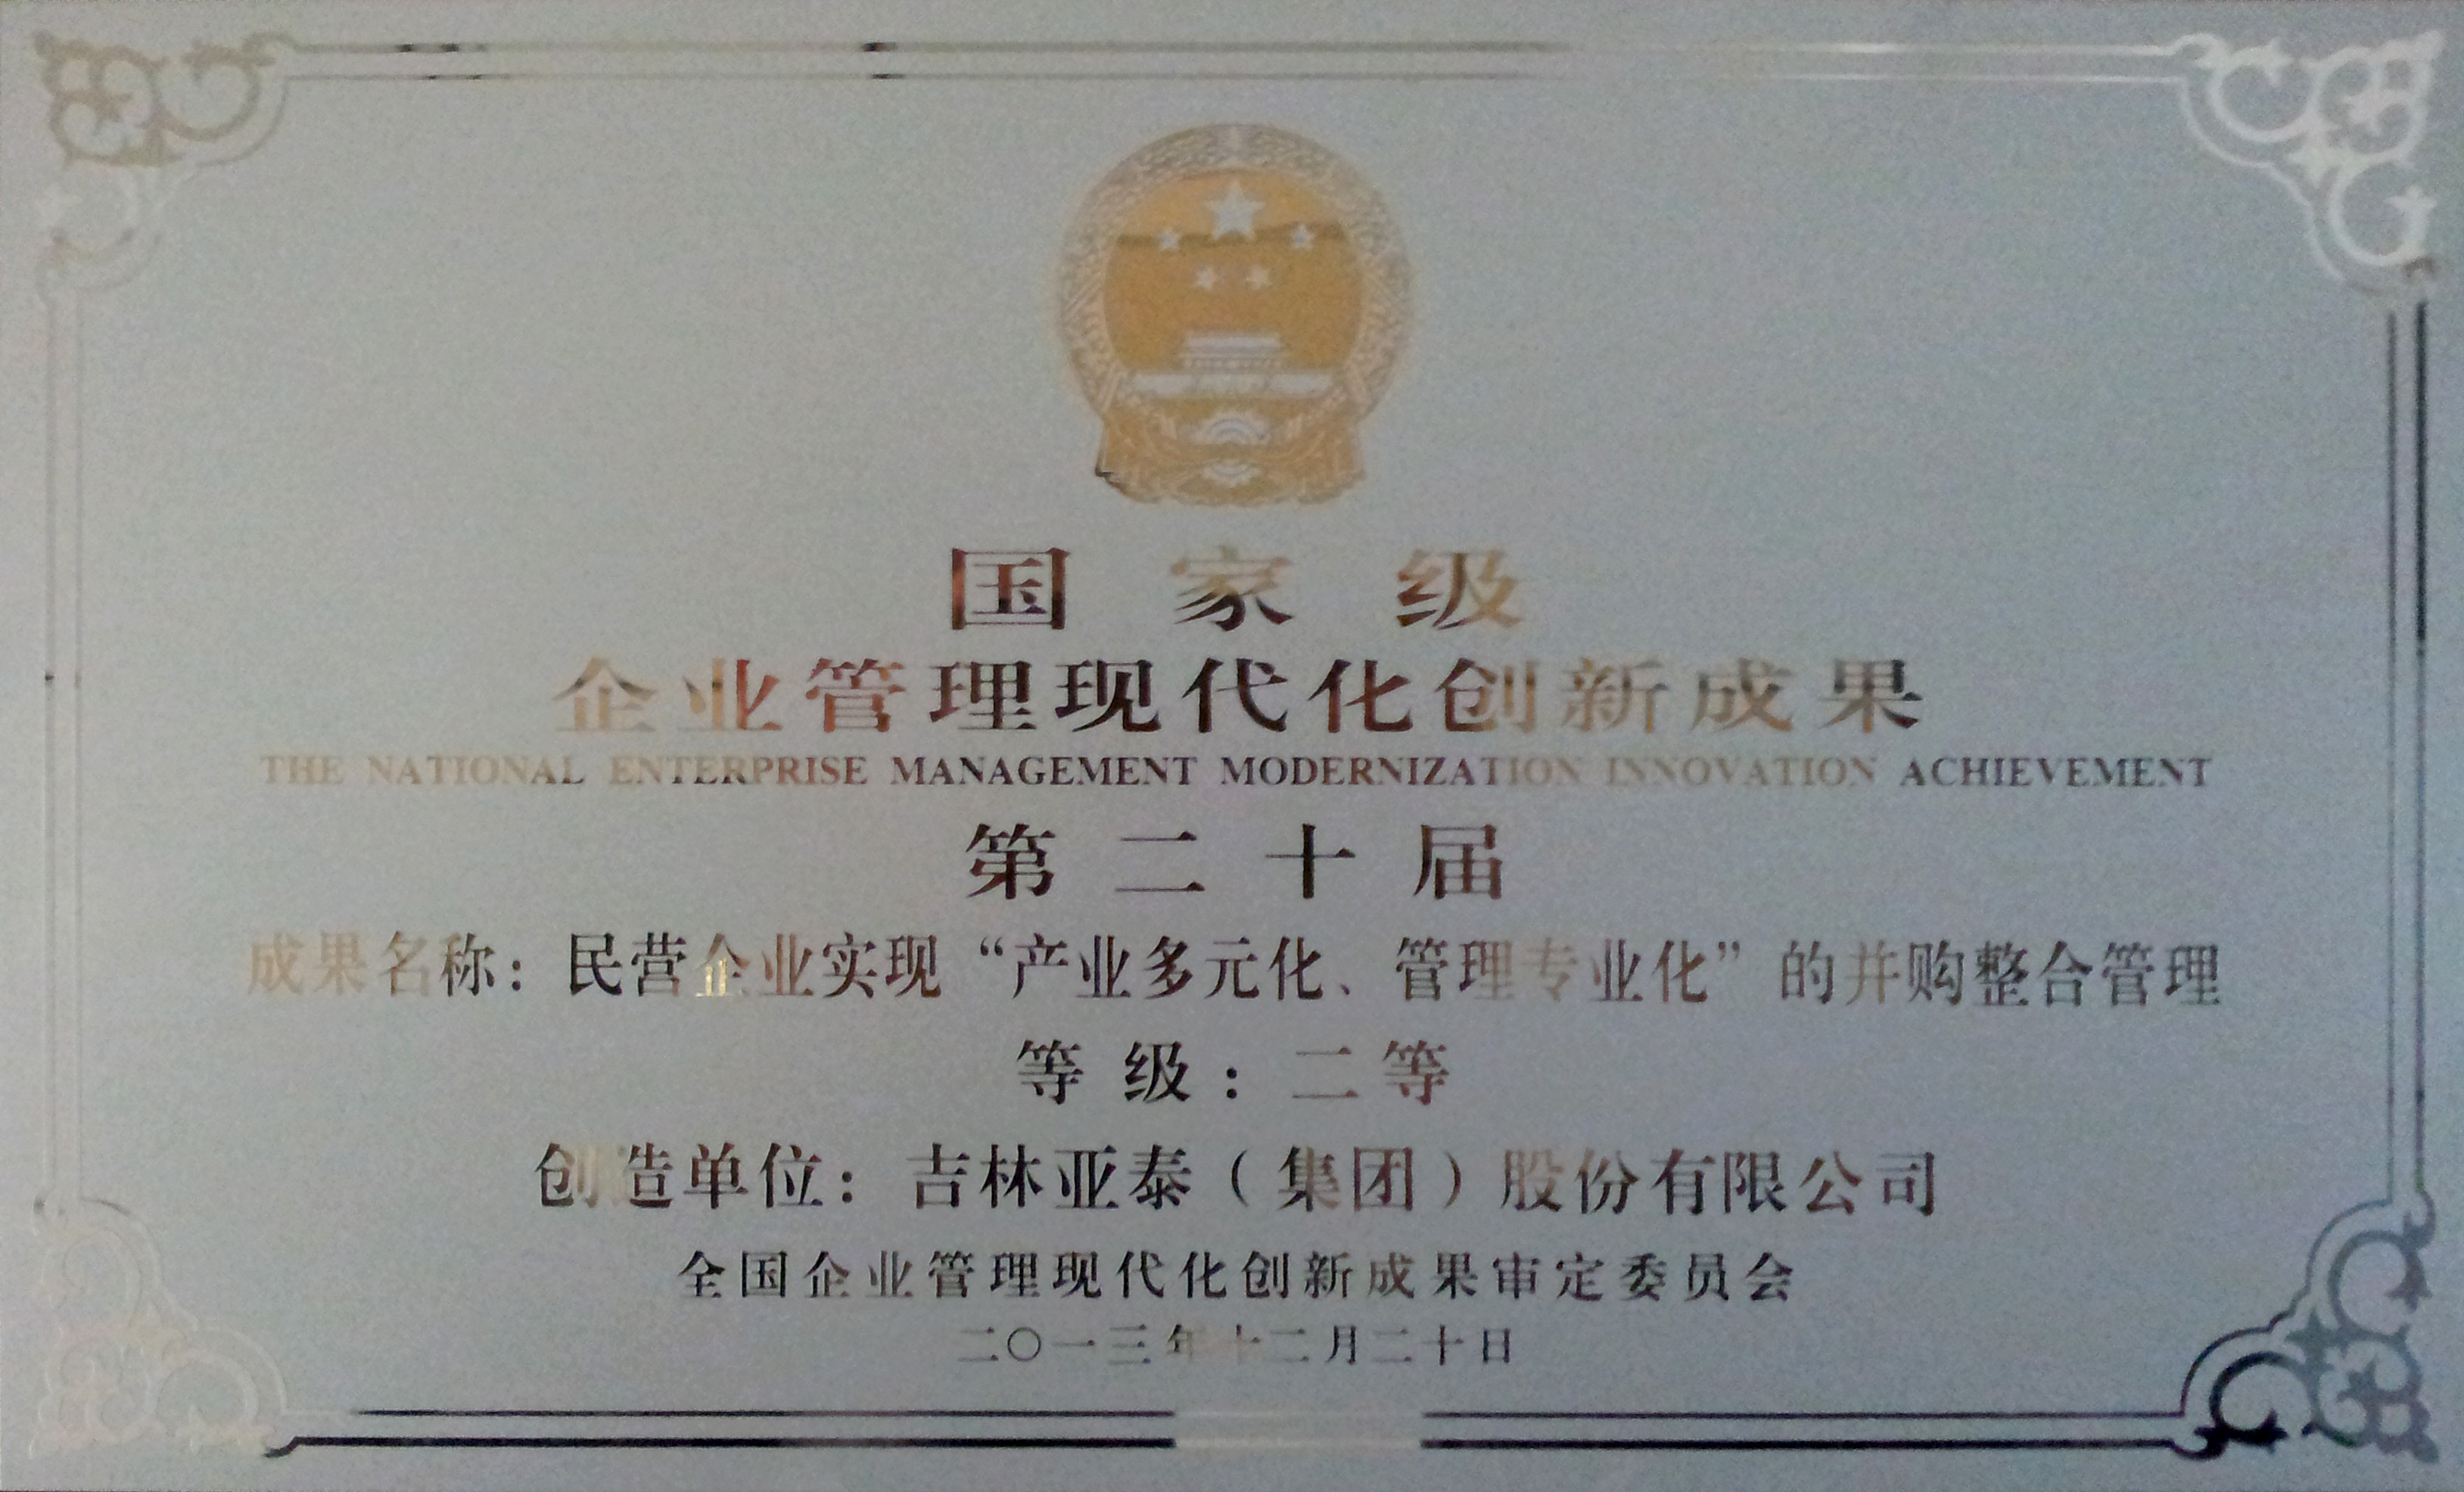 国家级
企业管理现代化创新成果
THE NATIONAL ENTERPRISE MANAGEMENT MODERNIZATION INNOVATION ACHIEVEMENT
第二十届
成果名称：民营企业实现“产业多元化、管理专业化”的并购整合管理
等级：二等
创造单位：吉林亚泰（集团）股份有限公司
全国企业管理现代化创新成果审定委员会
二〇一三年十二月二十日